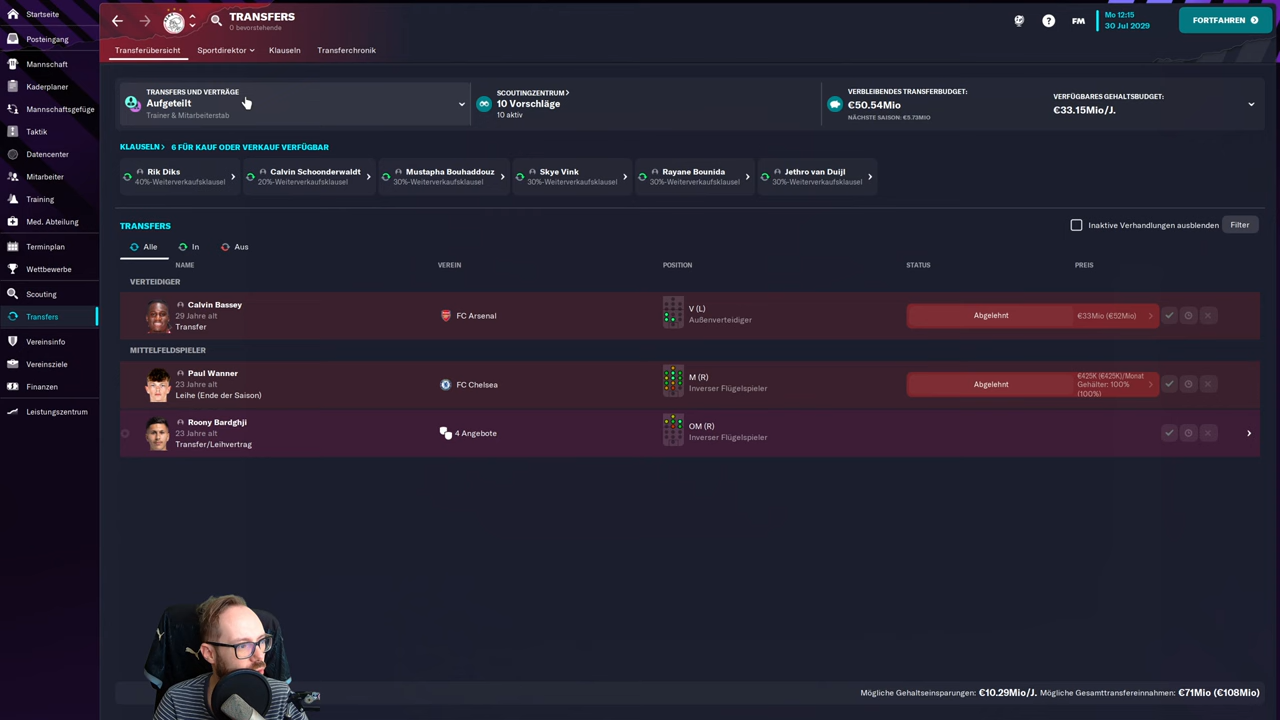 Startseite
Posteingang
Mannschaft
Kaderplaner
Mannschaftsgefüge
Taktik
Datencenter
Mitarbeiter
Training
Med. Abteilung
Terminplan
Wettbewerbe
Scouting
Transfers
Vereinsinfo
Vereinsziele
Finanzen
Leistungszentrum
TRANSFERS
0 bevorstehende
FM
Mo 12:15
30 Jul 2029
FORTFAHREN
Transferübersicht Sportdirektor Klauseln Transferchronik
TRANSFERS UND VERTRÄGE
Aufgeteilt
Trainer & Mitarbeiterstab
SCOUTINGZENTRUM
10 Vorschläge
10 aktiv
VERBLEIBENDES TRANSFERBUDGET:
€50.54Mio
NÄCHSTE SAISON: €5.73MIO
VERFÜGBARES GEHALTSBUDGET:
€33.15Mio/J.
KLAUSELN 6 FÜR KAUF ODER VERKAUF VERFÜGBAR
Rik Diks
40%-Weiterverkaufsklausel
Calvin Schoonderwaldt
20%-Weiterverkaufsklausel
Mustapha Bouhaddouz
30%-Weiterverkaufsklausel
Skye Vink
30%-Weiterverkaufsklausel
Rayane Bounida
30%-Weiterverkaufsklausel
Jethro van Duijl
30%-Weiterverkaufsklausel
TRANSFERS
Inaktive Verhandlungen ausblenden
Filter
Alle In Aus
NAME VEREIN POSITION STATUS PREIS
VERTEIDIGER
Calvin Bassey
29 Jahre alt
Transfer
FC Arsenal
V (L)
Außenverteidiger
Abgelehnt
€33Mio (€52Mio)
MITTELFELDSPIELER
Paul Wanner
23 Jahre alt
Leihe (Ende der Saison)
FC Chelsea
M (R)
Inverser Flügelspieler
Abgelehnt
€425K (€425K)/Monat
Gehälter: 100%
(100%)
Roony Bardghji
23 Jahre alt
Transfer/Leihvertrag
4 Angebote
OM (R)
Inverser Flügelspieler
Mögliche Gehaltseinsparungen: €10.29Mio/J. Mögliche Gesamttransfereinnahmen: €71Mio (€108Mio)